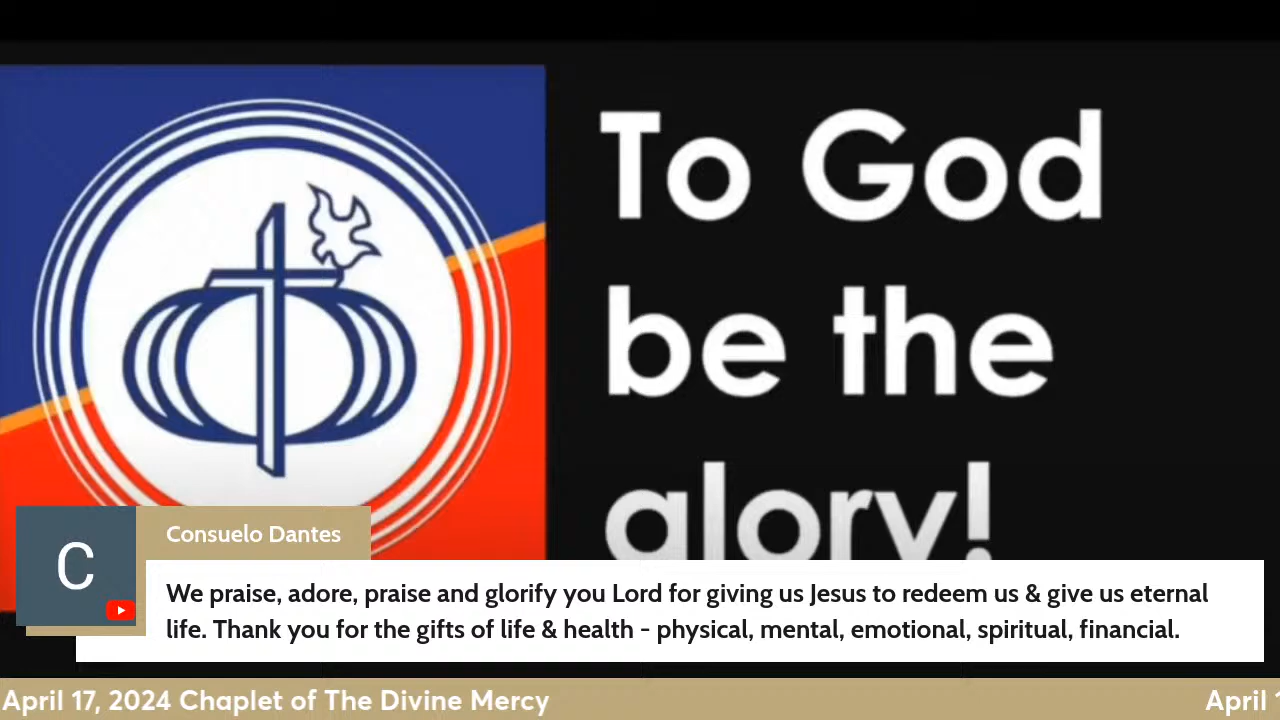 To God
be the
glory!
C
Consuelo Dantes
We praise, adore, praise and glorify you Lord for giving us Jesus to redeem us & give us eternal
life. Thank you for the gifts of life & health - physical, mental, emotional, spiritual, financial.
April 17, 2024 Chaplet of The Divine Mercy
April 1